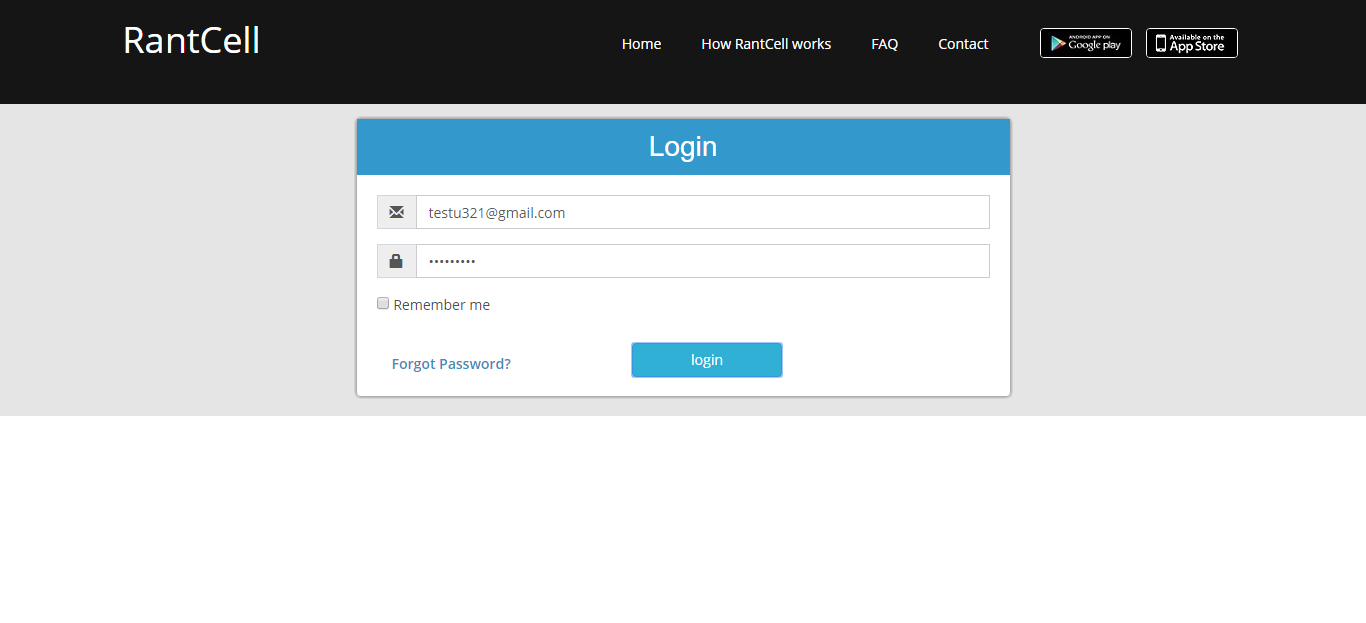 RantCell
Home How RantCell works FAQ Contact
ANDROID APP ON
Google play
Available on the
App Store
Login
testu321@gmail.com
•••••••••
Remember me
Forgot Password?
login